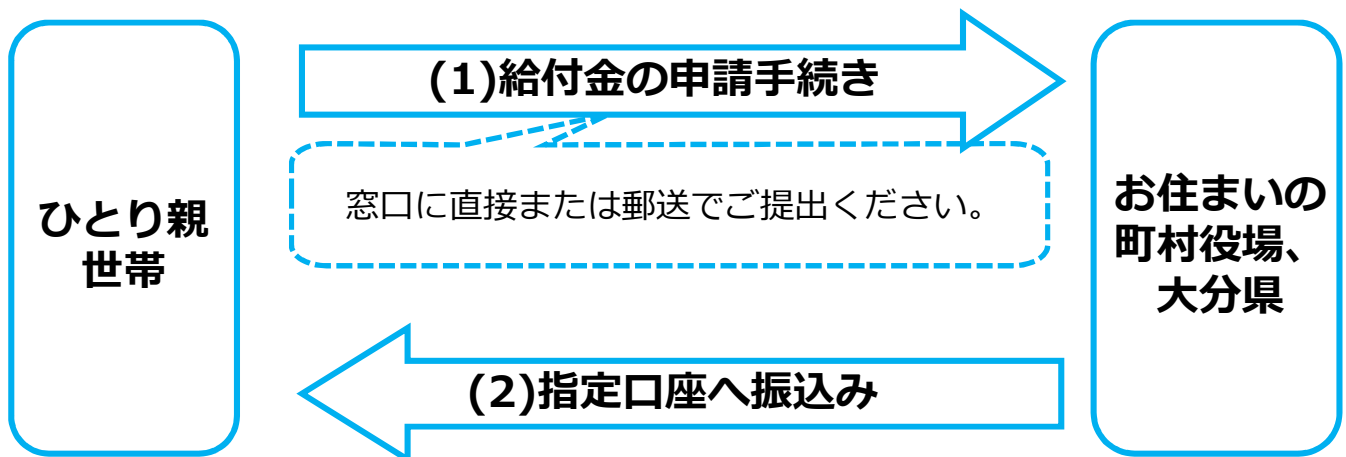 (1)給付金の申請手続き
窓口に直接または郵送でご提出ください。
ひとり親
世帯
お住まいの
町村役場、
大分県
(2)指定口座へ振込み